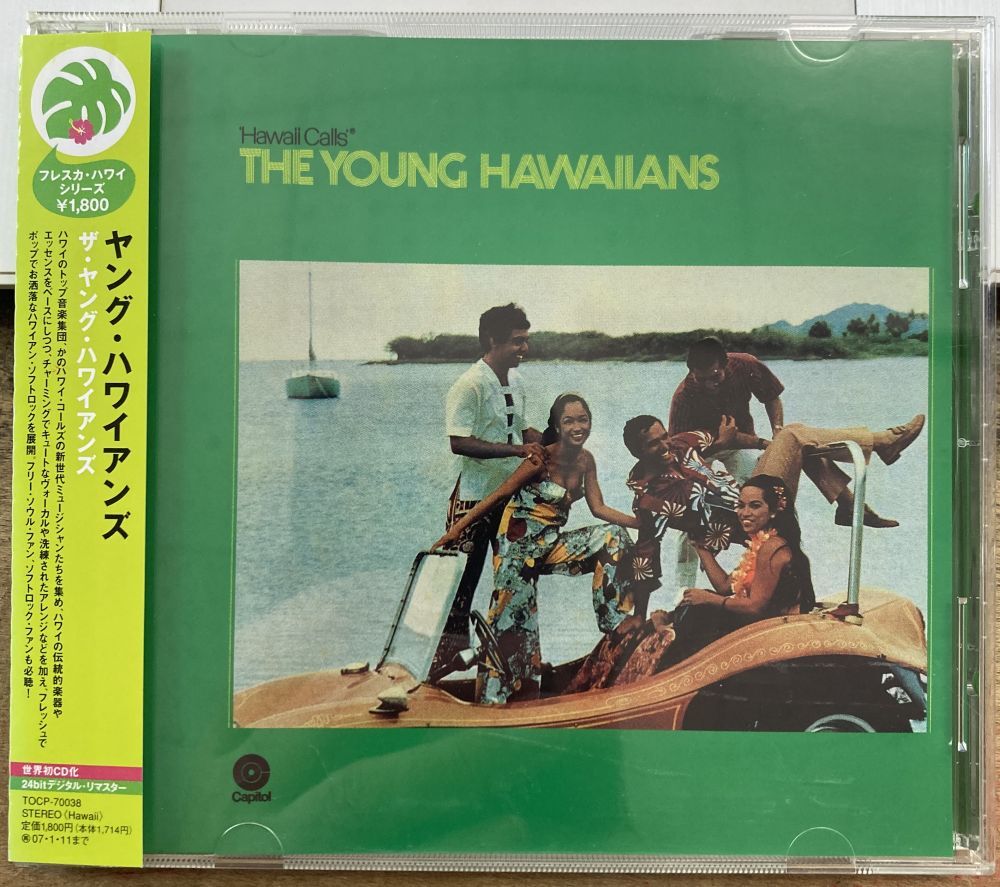 フレスカ・ハワイ
シリーズ
¥1,800
ヤング・ハワイアンズ
ザ・ヤング・ハワイアンズ
ハワイのトップ音楽集団、かのハワイ・コールズの新世代ミュージシャンたちを集め、ハワイの伝統的楽器や
エッセンスをベースにしつつ、チャーミングでキュートなヴォーカルや洗練されたアレンジなどを加え、フレッシュで
ポップでお洒落なハワイアン・ソフトロックを展開。フリー・ソウル・ファン、ソフトロック・ファンも必聴！
世界初CD化
24bitデジタル・リマスター
TOCP-70038
STEREO〈Hawaii〉
定価1,800円（本体1,714円）
07・1・11まで
'Hawaii Calls'®
THE YOUNG HAWAIIANS
Capitol